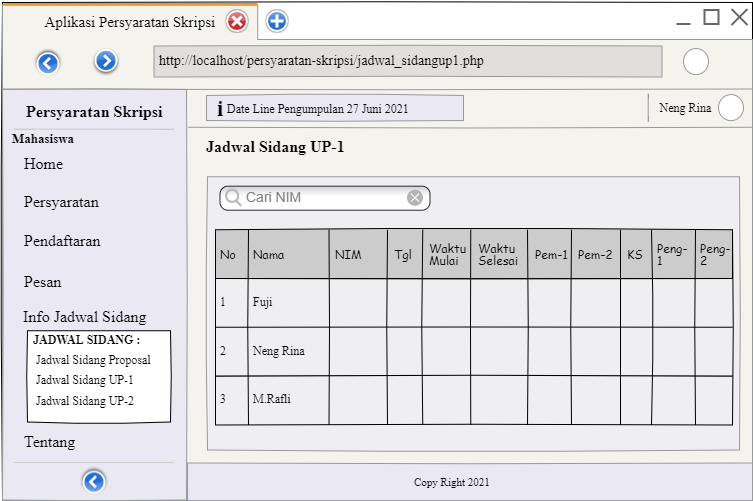 Aplikasi Persyaratan Skripsi
http://localhost/persyaratan-skripsi/jadwal_sidangup1.php
Persyaratan Skripsi
Mahasiswa
Home
Persyaratan
Pendaftaran
Pesan
Info Jadwal Sidang
JADWAL SIDANG :
Jadwal Sidang Proposal
Jadwal Sidang UP-1
Jadwal Sidang UP-2
Tentang
i Date Line Pengumpulan 27 Juni 2021
Neng Rina
Jadwal Sidang UP-1
Cari NIM
No Nama NIM Tgl Waktu Mulai Waktu Selesai Pem-1 Pem-2 KS Peng-1 Peng-2
1 Fuji
2 Neng Rina
3 M.Rafli
Copy Right 2021